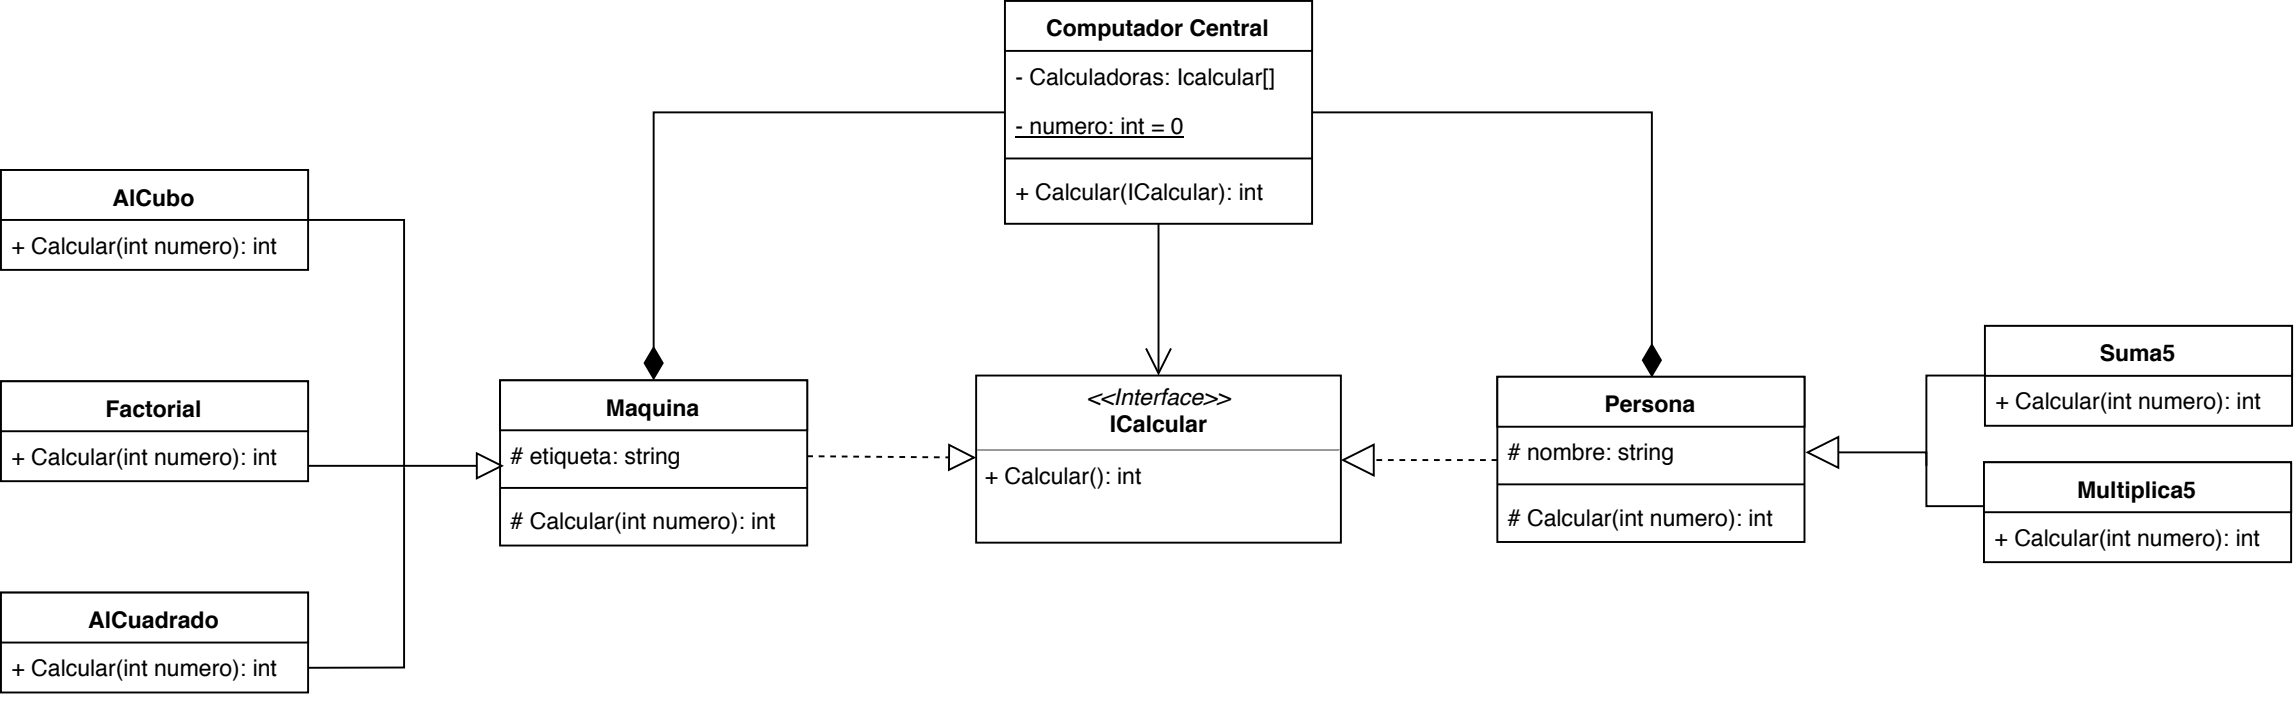 Computador Central
- Calculadoras: Icalcular[]
- numero: int = 0
+ Calcular(ICalcular): int
AlCubo
+ Calcular(int numero): int
Factorial
+ Calcular(int numero): int
AlCuadrado
+ Calcular(int numero): int
Maquina
# etiqueta: string
# Calcular(int numero): int
<<Interface>>
ICalcular
+ Calcular(): int
Persona
# nombre: string
# Calcular(int numero): int
Suma5
+ Calcular(int numero): int
Multiplica5
+ Calcular(int numero): int